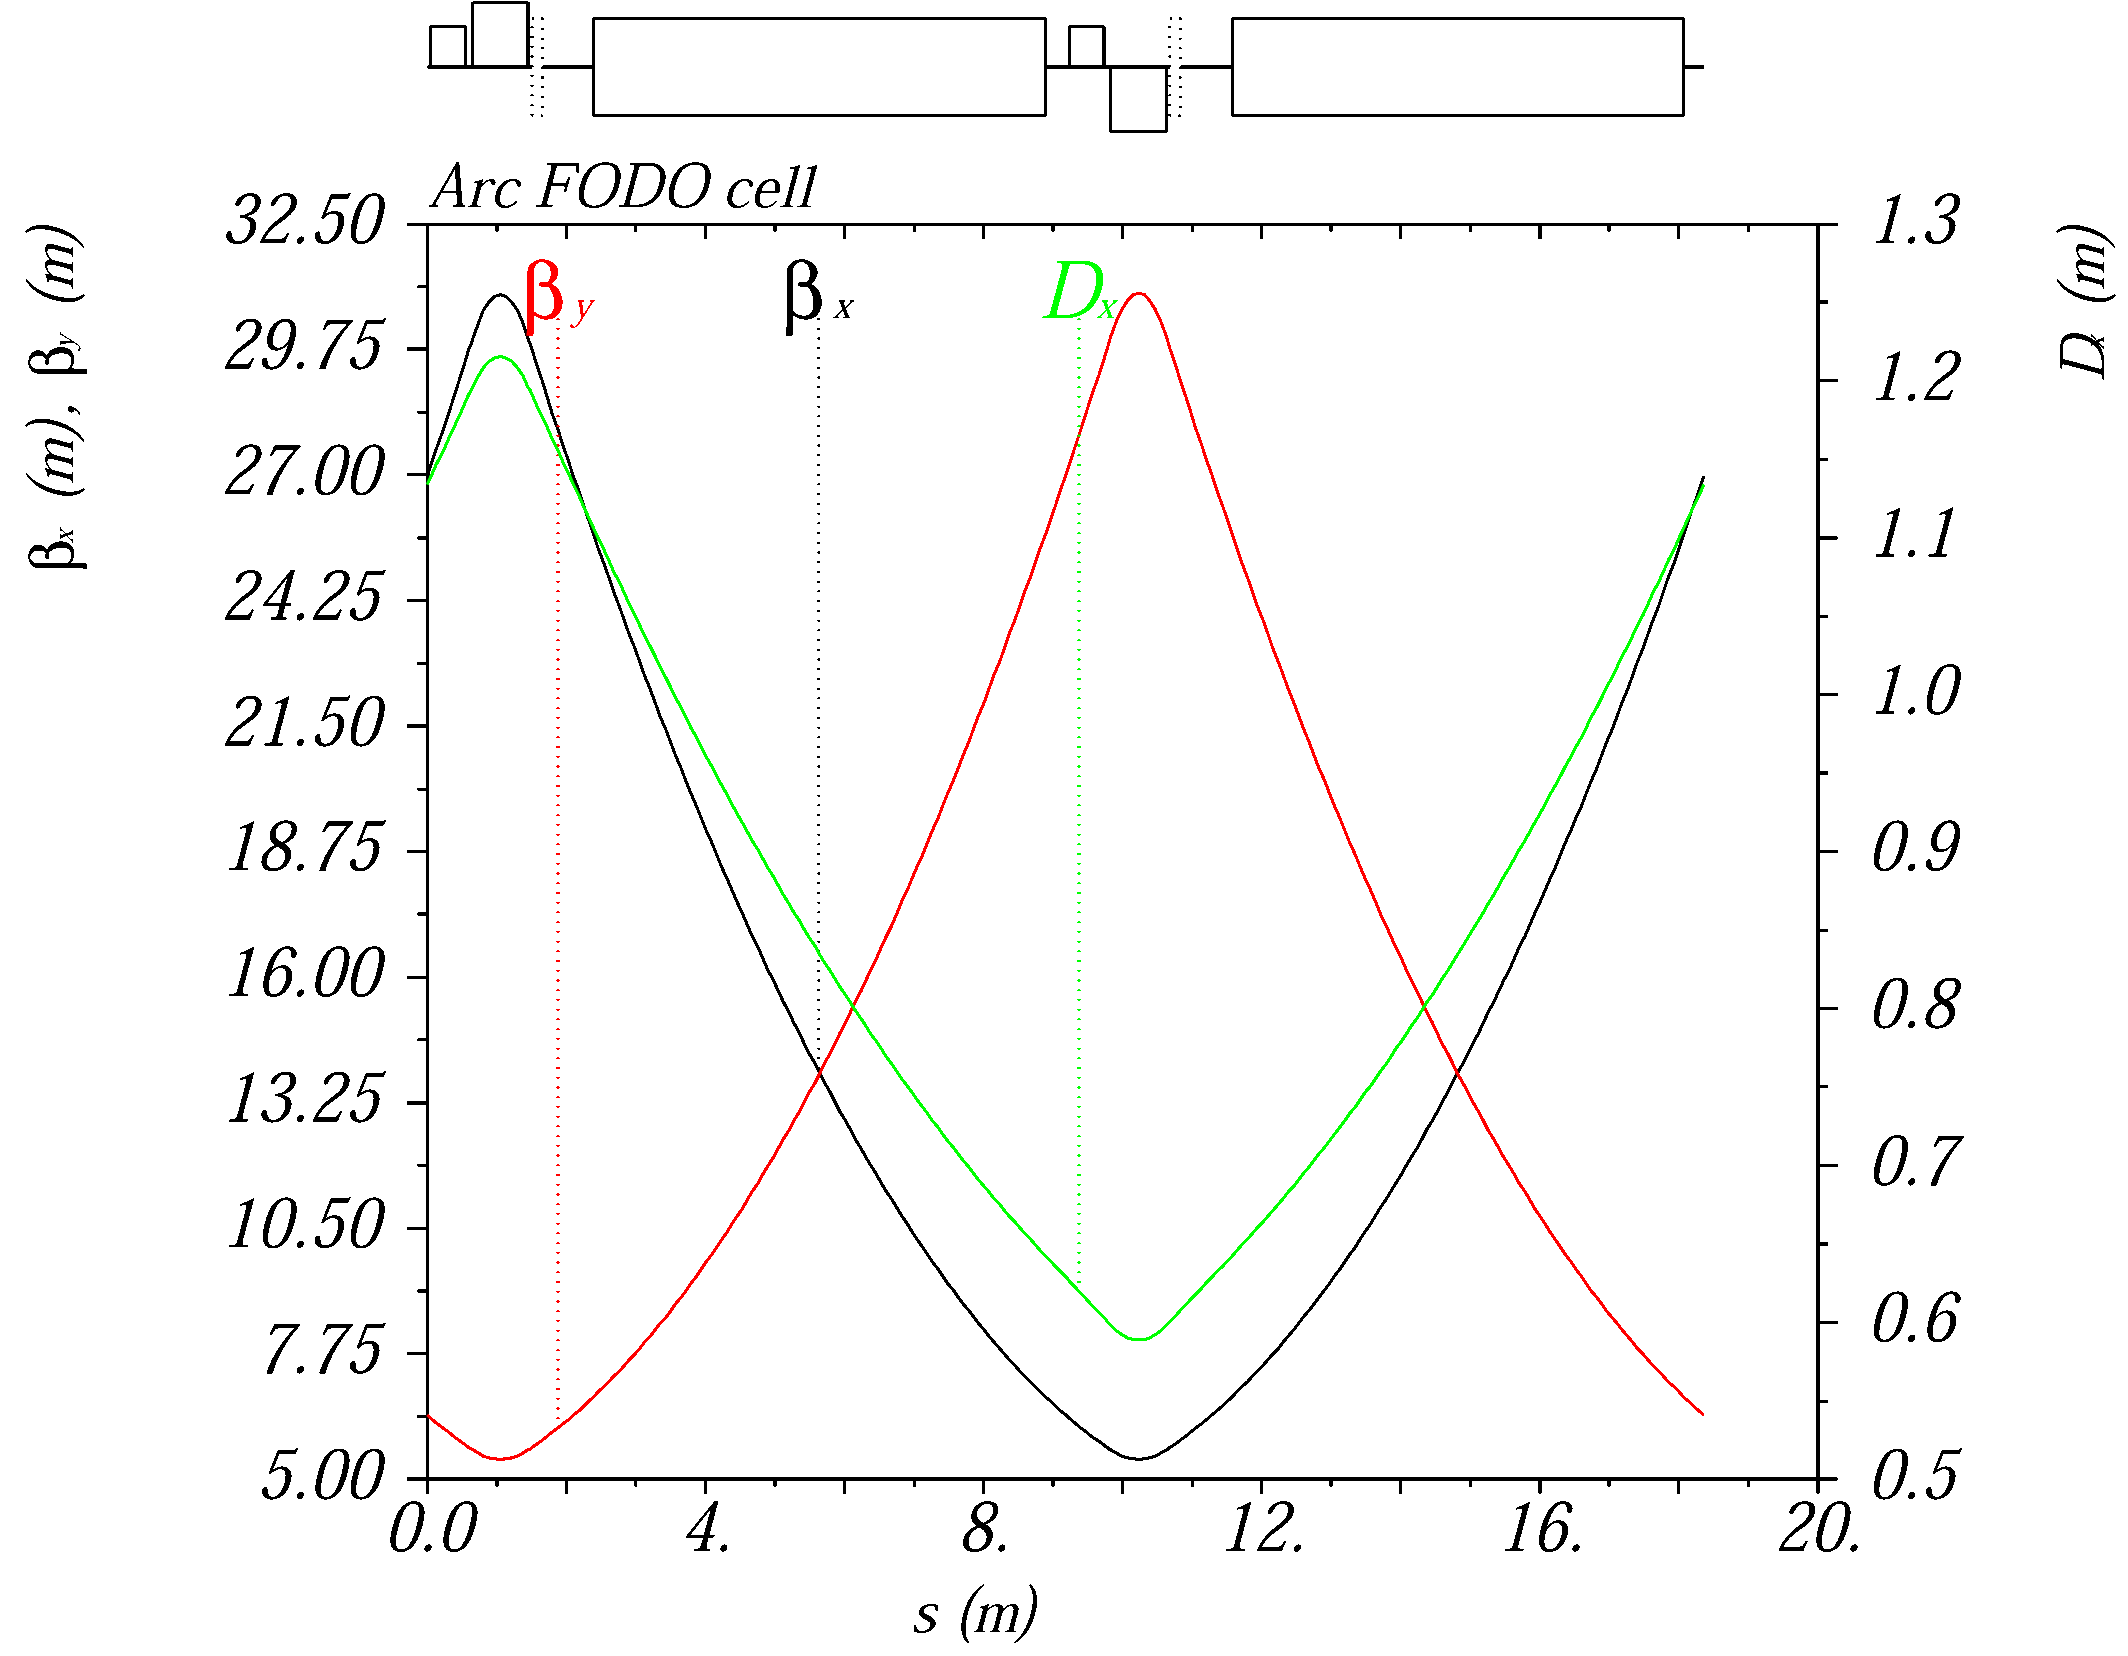 Arc FODO cell
32.50
29.75
27.00
24.25
21.50
18.75
16.00
13.25
10.50
7.75
5.00
βx (m), βy (m)
βy
βx
Dx
1.3
1.2
1.1
1.0
0.9
0.8
0.7
0.6
0.5
Dx (m)
0.0 4. 8. 12. 16. 20.
s (m)